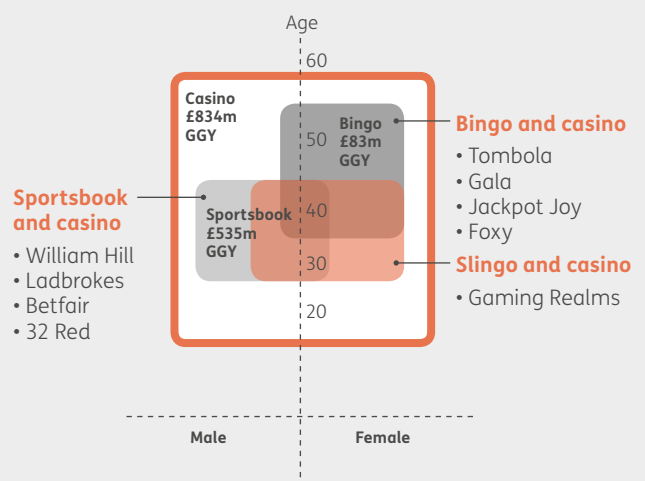 Age
60
Casino
£834m
GGY
Bingo
£83m
GGY
50
Bingo and casino
• Tombola
• Gala
• Jackpot Joy
• Foxy
Sportsbook
and casino
• William Hill
• Ladbrokes
• Betfair
• 32 Red
Sportsbook
£535m
GGY
40
30
Slingo and casino
• Gaming Realms
20
Male
Female